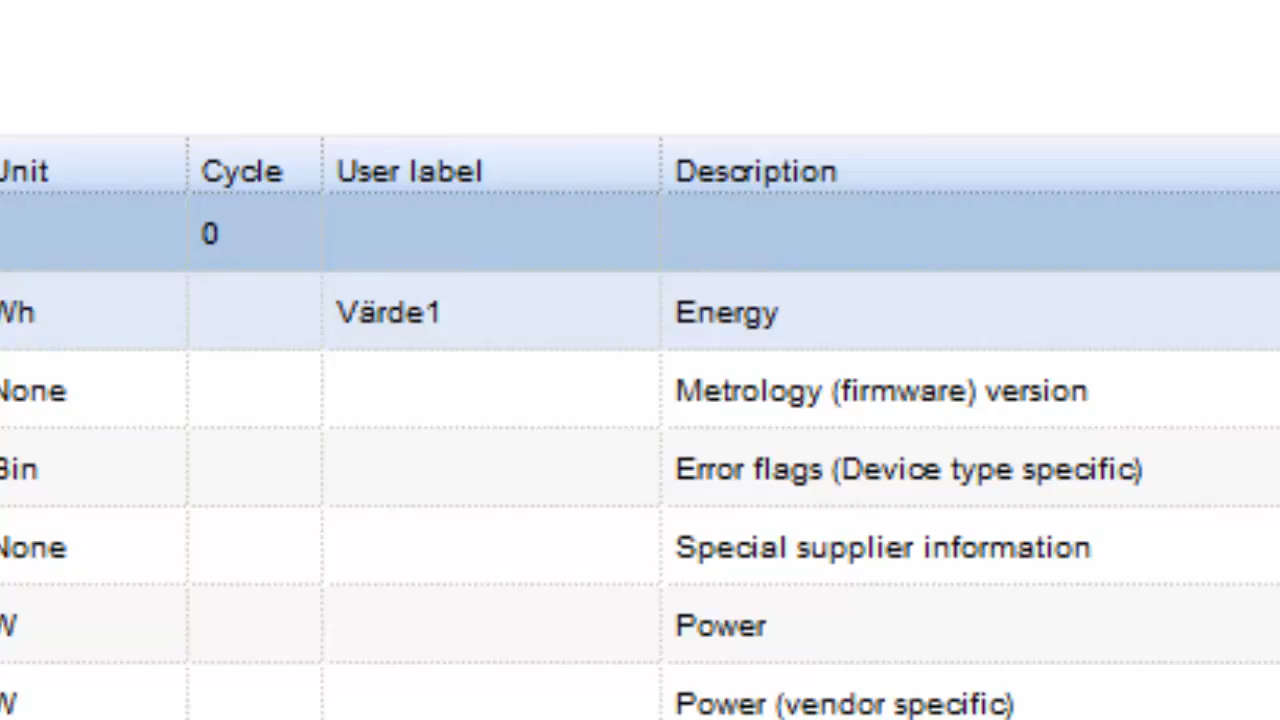 Unit Cycle User label Description
0
Wh Värde1 Energy
None Metrology (firmware) version
Bin Error flags (Device type specific)
None Special supplier information
W Power
W Power (vendor specific)